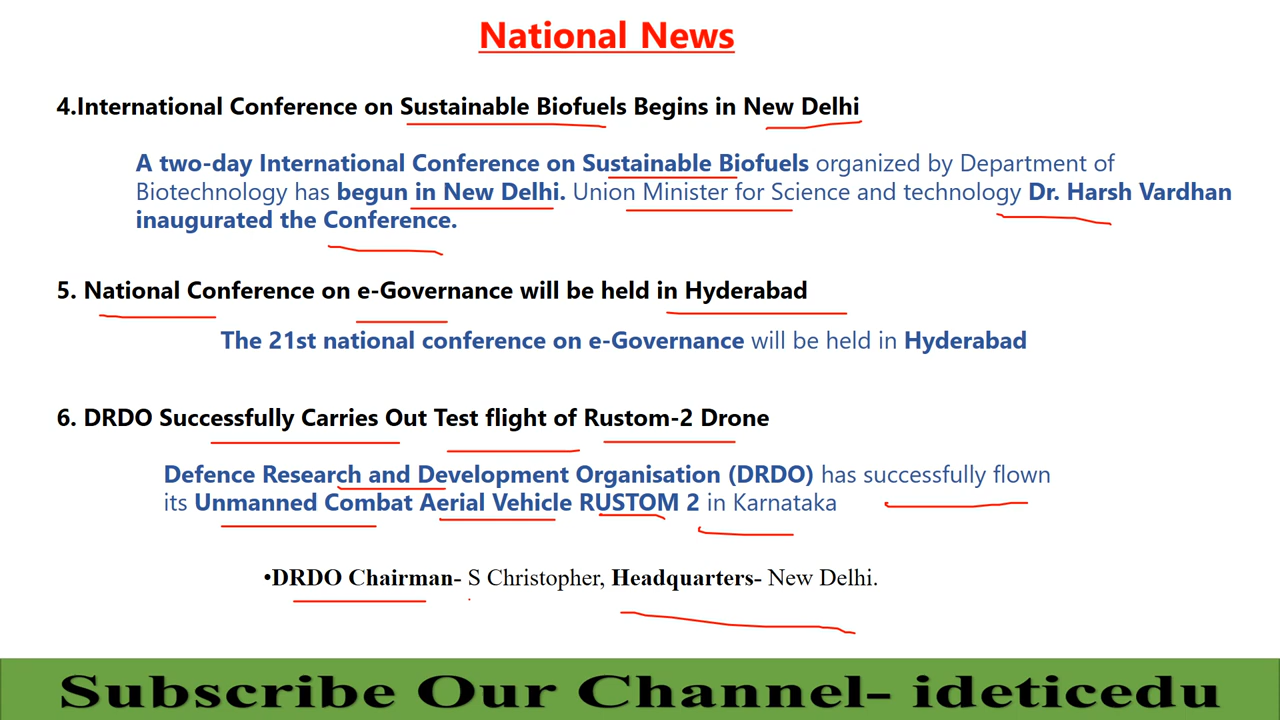 National News
4.International Conference on Sustainable Biofuels Begins in New Delhi
A two-day International Conference on Sustainable Biofuels organized by Department of
Biotechnology has begun in New Delhi. Union Minister for Science and technology Dr. Harsh Vardhan
inaugurated the Conference.
5. National Conference on e-Governance will be held in Hyderabad
The 21st national conference on e-Governance will be held in Hyderabad
6. DRDO Successfully Carries Out Test flight of Rustom-2 Drone
Defence Research and Development Organisation (DRDO) has successfully flown
its Unmanned Combat Aerial Vehicle RUSTOM 2 in Karnataka
•DRDO Chairman- S Christopher, Headquarters- New Delhi.
Subscribe Our Channel- ideticedu